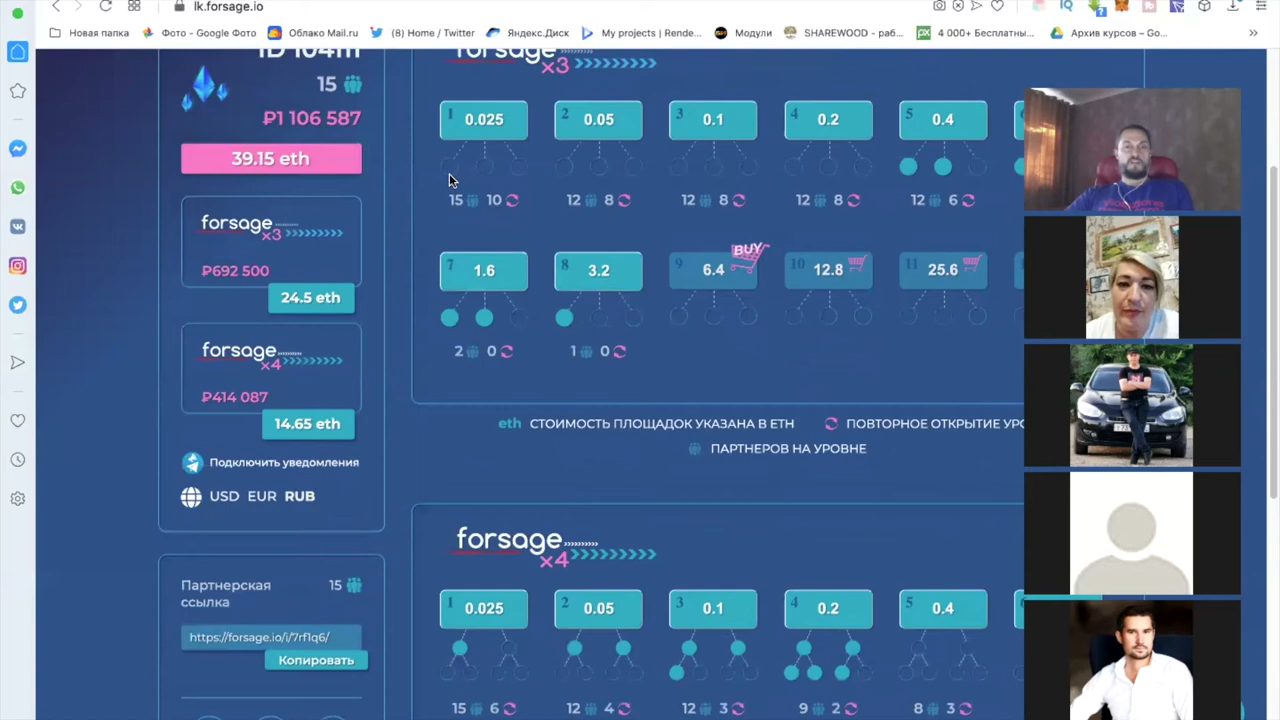 lk.forsage.io
Новая папка
Фото - Google Фото
Облако Mail.ru
(8) Home / Twitter
Яндекс.Диск
My projects | Rende...
Модули
SHAREWOOD - раб...
4 000+ Бесплатны...
Архив курсов – Go...
15
₽1 106 587
39.15 eth
forsage
x3
₽692 500
24.5 eth
forsage
x4
₽414 087
14.65 eth
Подключить уведомления
USD EUR RUB
Партнерская ссылка
15
https://forsage.io/i/7rf1q6/
Копировать
forsage
x3
1 0.025
2 0.05
3 0.1
4 0.2
5 0.4
15 10
12 8
12 8
12 8
12 6
7 1.6
8 3.2
9 6.4 BUY
10 12.8
11 25.6
2 0
1 0
eth СТОИМОСТЬ ПЛОЩАДОК УКАЗАНА В ETH
ПОВТОРНОЕ ОТКРЫТИЕ УРО
ПАРТНЕРОВ НА УРОВНЕ
forsage
x4
1 0.025
2 0.05
3 0.1
4 0.2
5 0.4
15 6
12 4
12 3
9 2
8 3